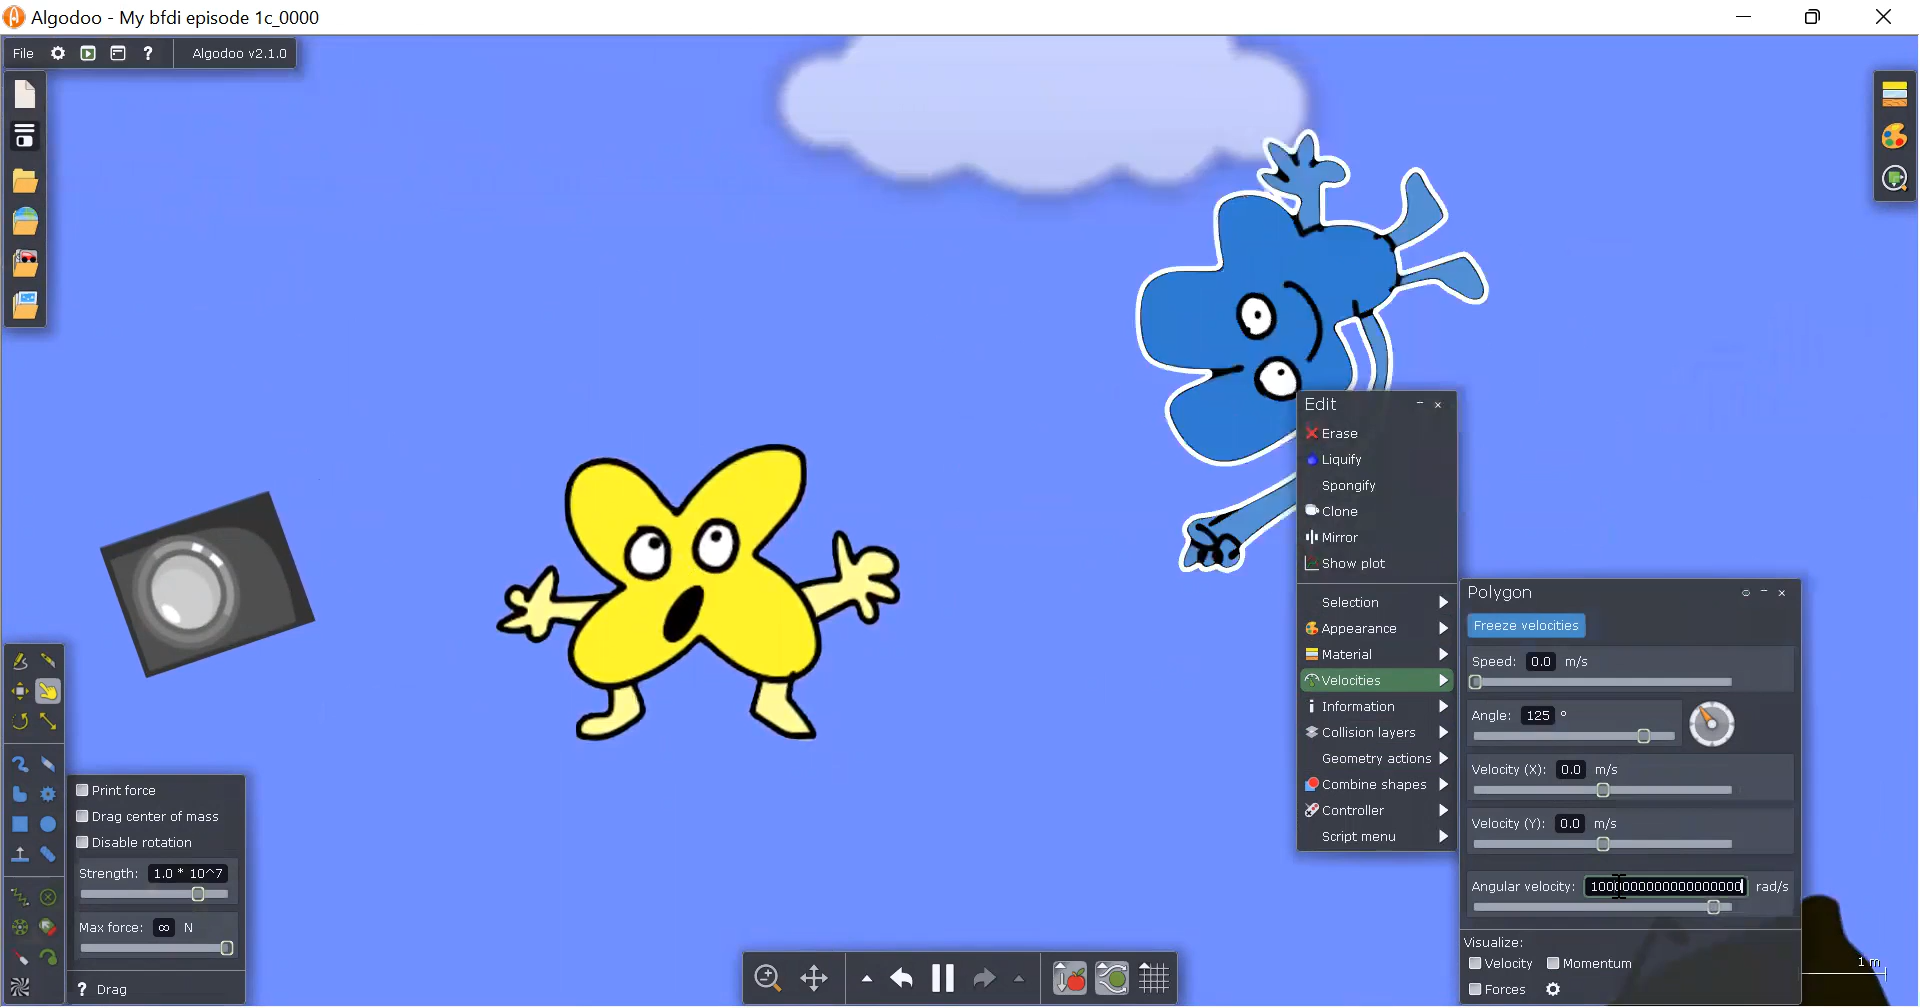 Algodoo - My bfdi episode 1c_0000
File ? Algodoo v2.1.0
Edit
Erase
Liquify
Spongify
Clone
Mirror
Show plot
Selection
Appearance
Material
Velocities
Information
Collision layers
Geometry actions
Combine shapes
Controller
Script menu
Polygon
Freeze velocities
Speed: 0.0 m/s
Angle: 125 °
Velocity (X): 0.0 m/s
Velocity (Y): 0.0 m/s
Angular velocity: rad/s
Visualize:
Velocity Momentum
Forces
Print force
Drag center of mass
Disable rotation
Strength: 1.0 * 10^7
Max force: ∞ N
? Drag
1 m